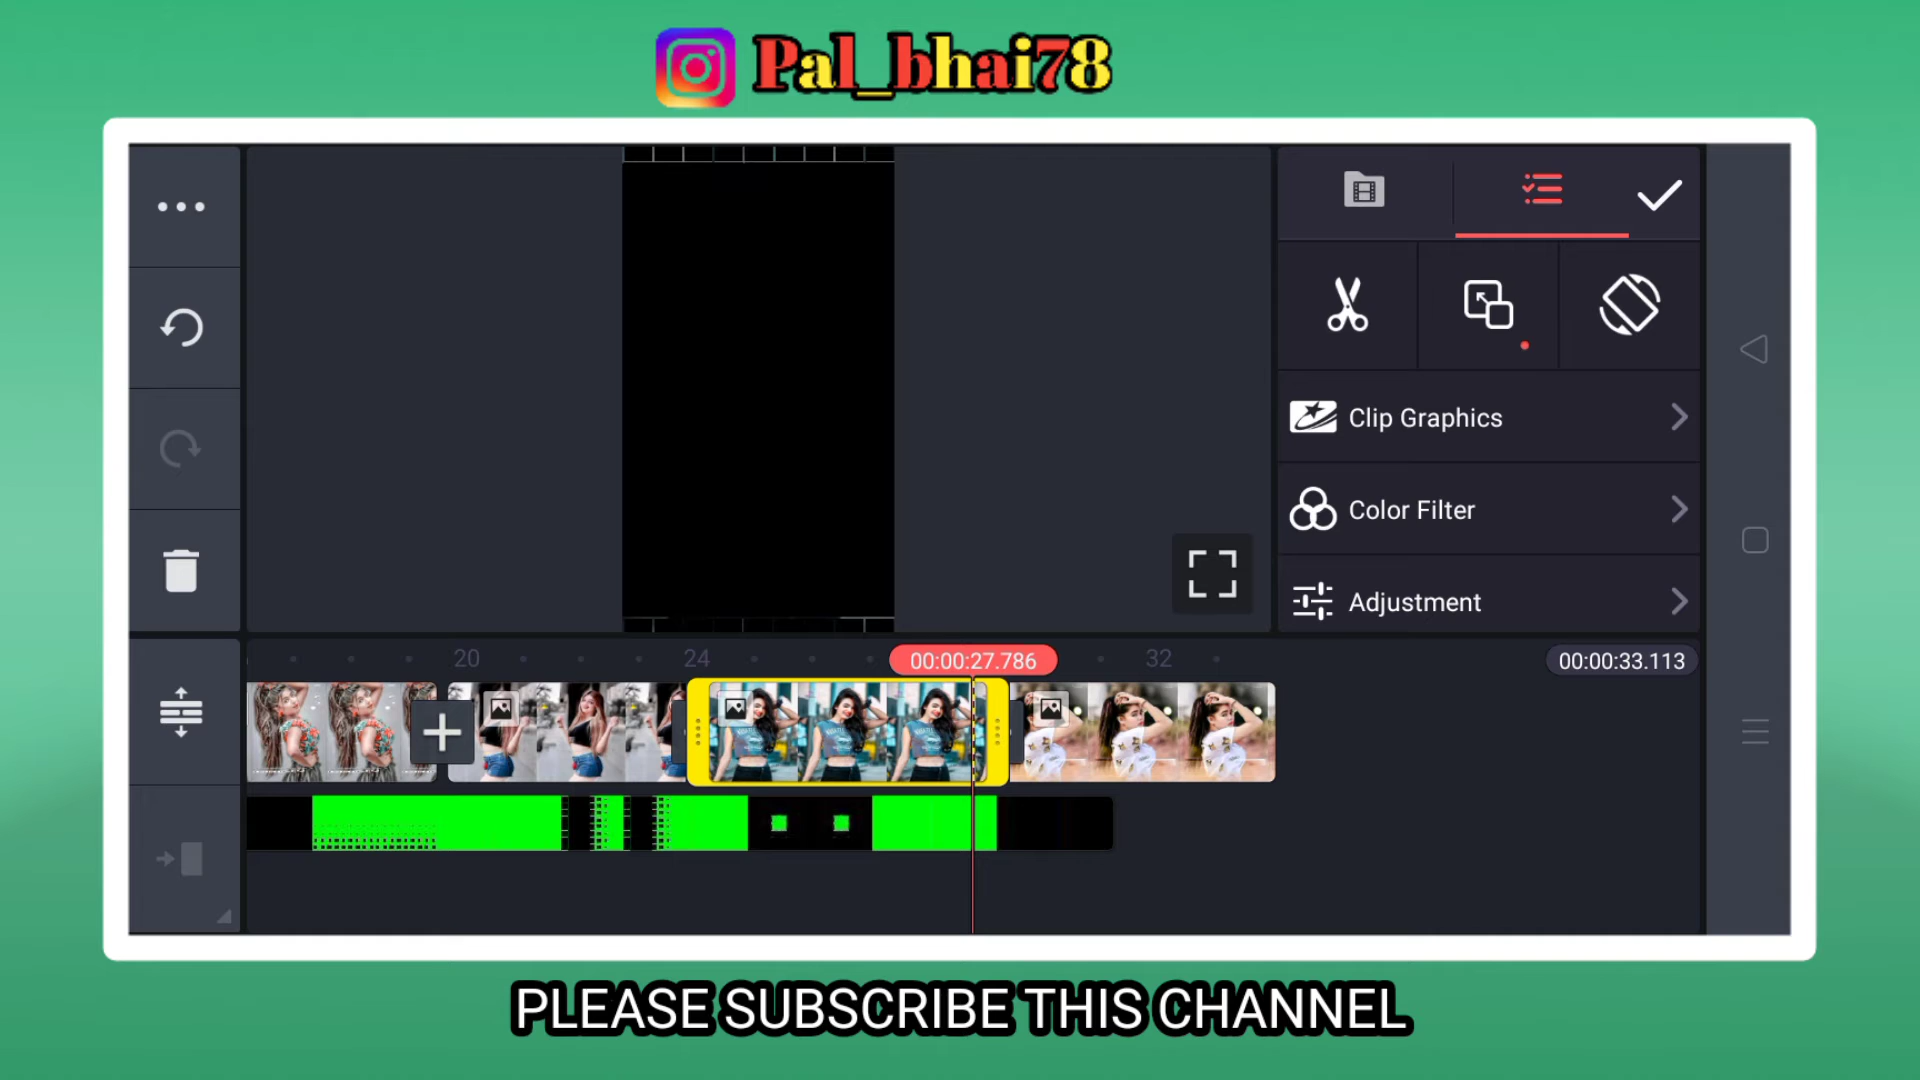 Pal_bhai78
Clip Graphics
Color Filter
Adjustment
20
24
00:00:27.786
32
00:00:33.113
PLEASE SUBSCRIBE THIS CHANNEL